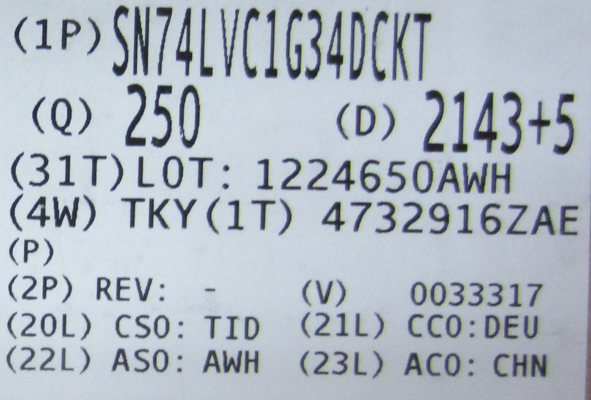 (1P) SN74LVC1G34DCKT
(Q) 250 (D) 2143+5
(31T)LOT: 1224650AWH
(4W) TKY(1T) 4732916ZAE
(P)
(2P) REV: - (V) 0033317
(20L) CSO: TID (21L) CCO:DEU
(22L) ASO: AWH (23L) ACO: CHN